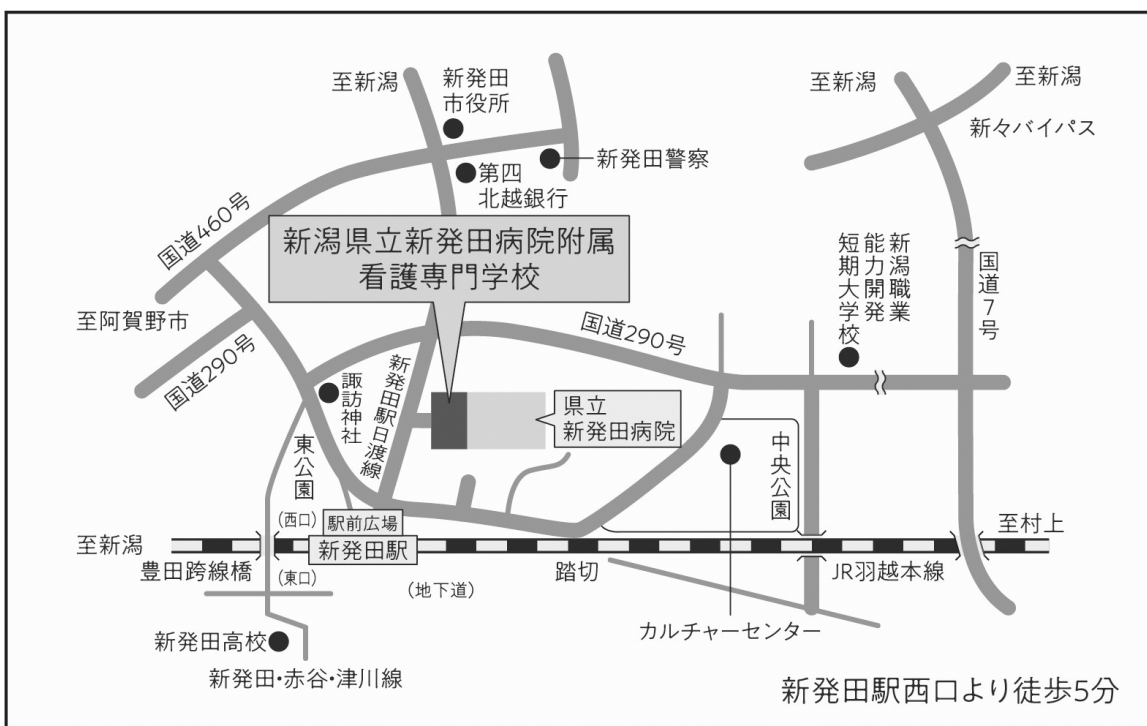 至新潟
新発田
市役所
至新潟
至新潟
新々バイパス
新発田警察
第四
北越銀行
国道460号
新潟県立新発田病院附属
看護専門学校
新潟職業
能力開発
短期大学校
国道7号
至阿賀野市
国道290号
国道290号
諏訪神社
新発田駅日渡線
県立
新発田病院
東公園
中央公園
(西口)
駅前広場
至村上
至新潟
新発田駅
豊田跨線橋
(東口)
(地下道)
踏切
JR羽越本線
カルチャーセンター
新発田高校
新発田・赤谷・津川線
新発田駅西口より徒歩5分